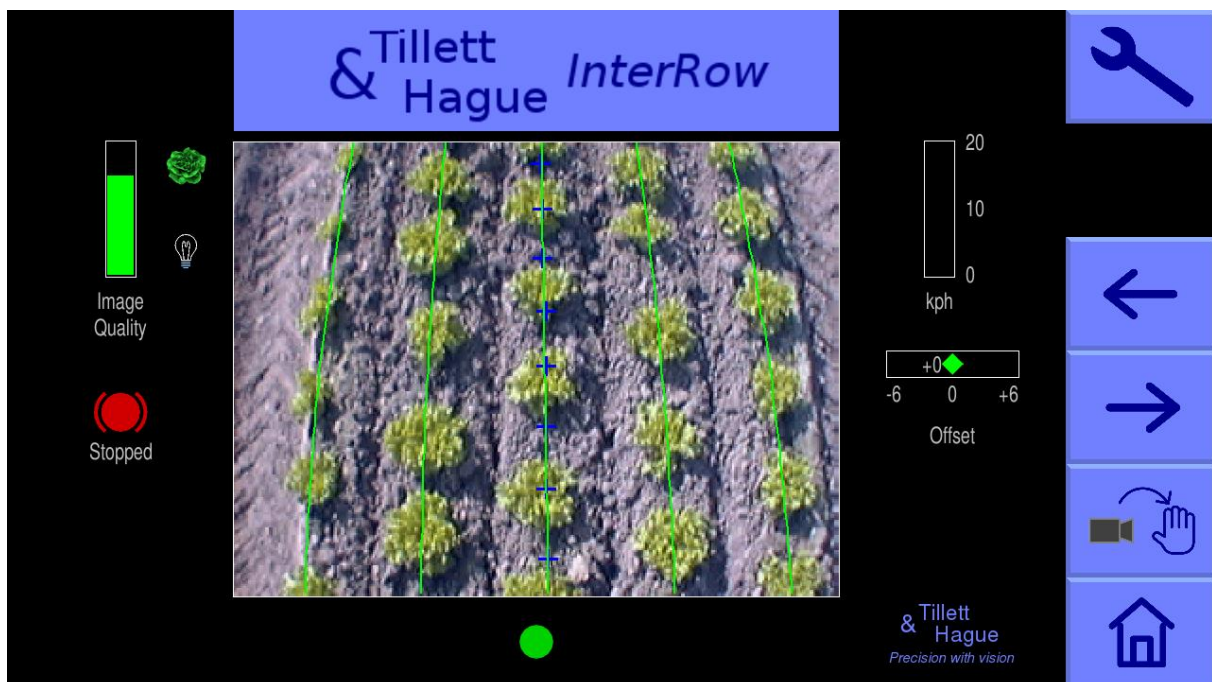 Tillett
& Hague
InterRow
Image
Quality
Stopped
20
10
0
kph
+0
-6 0 +6
Offset
& Tillett
Hague
Precision with vision